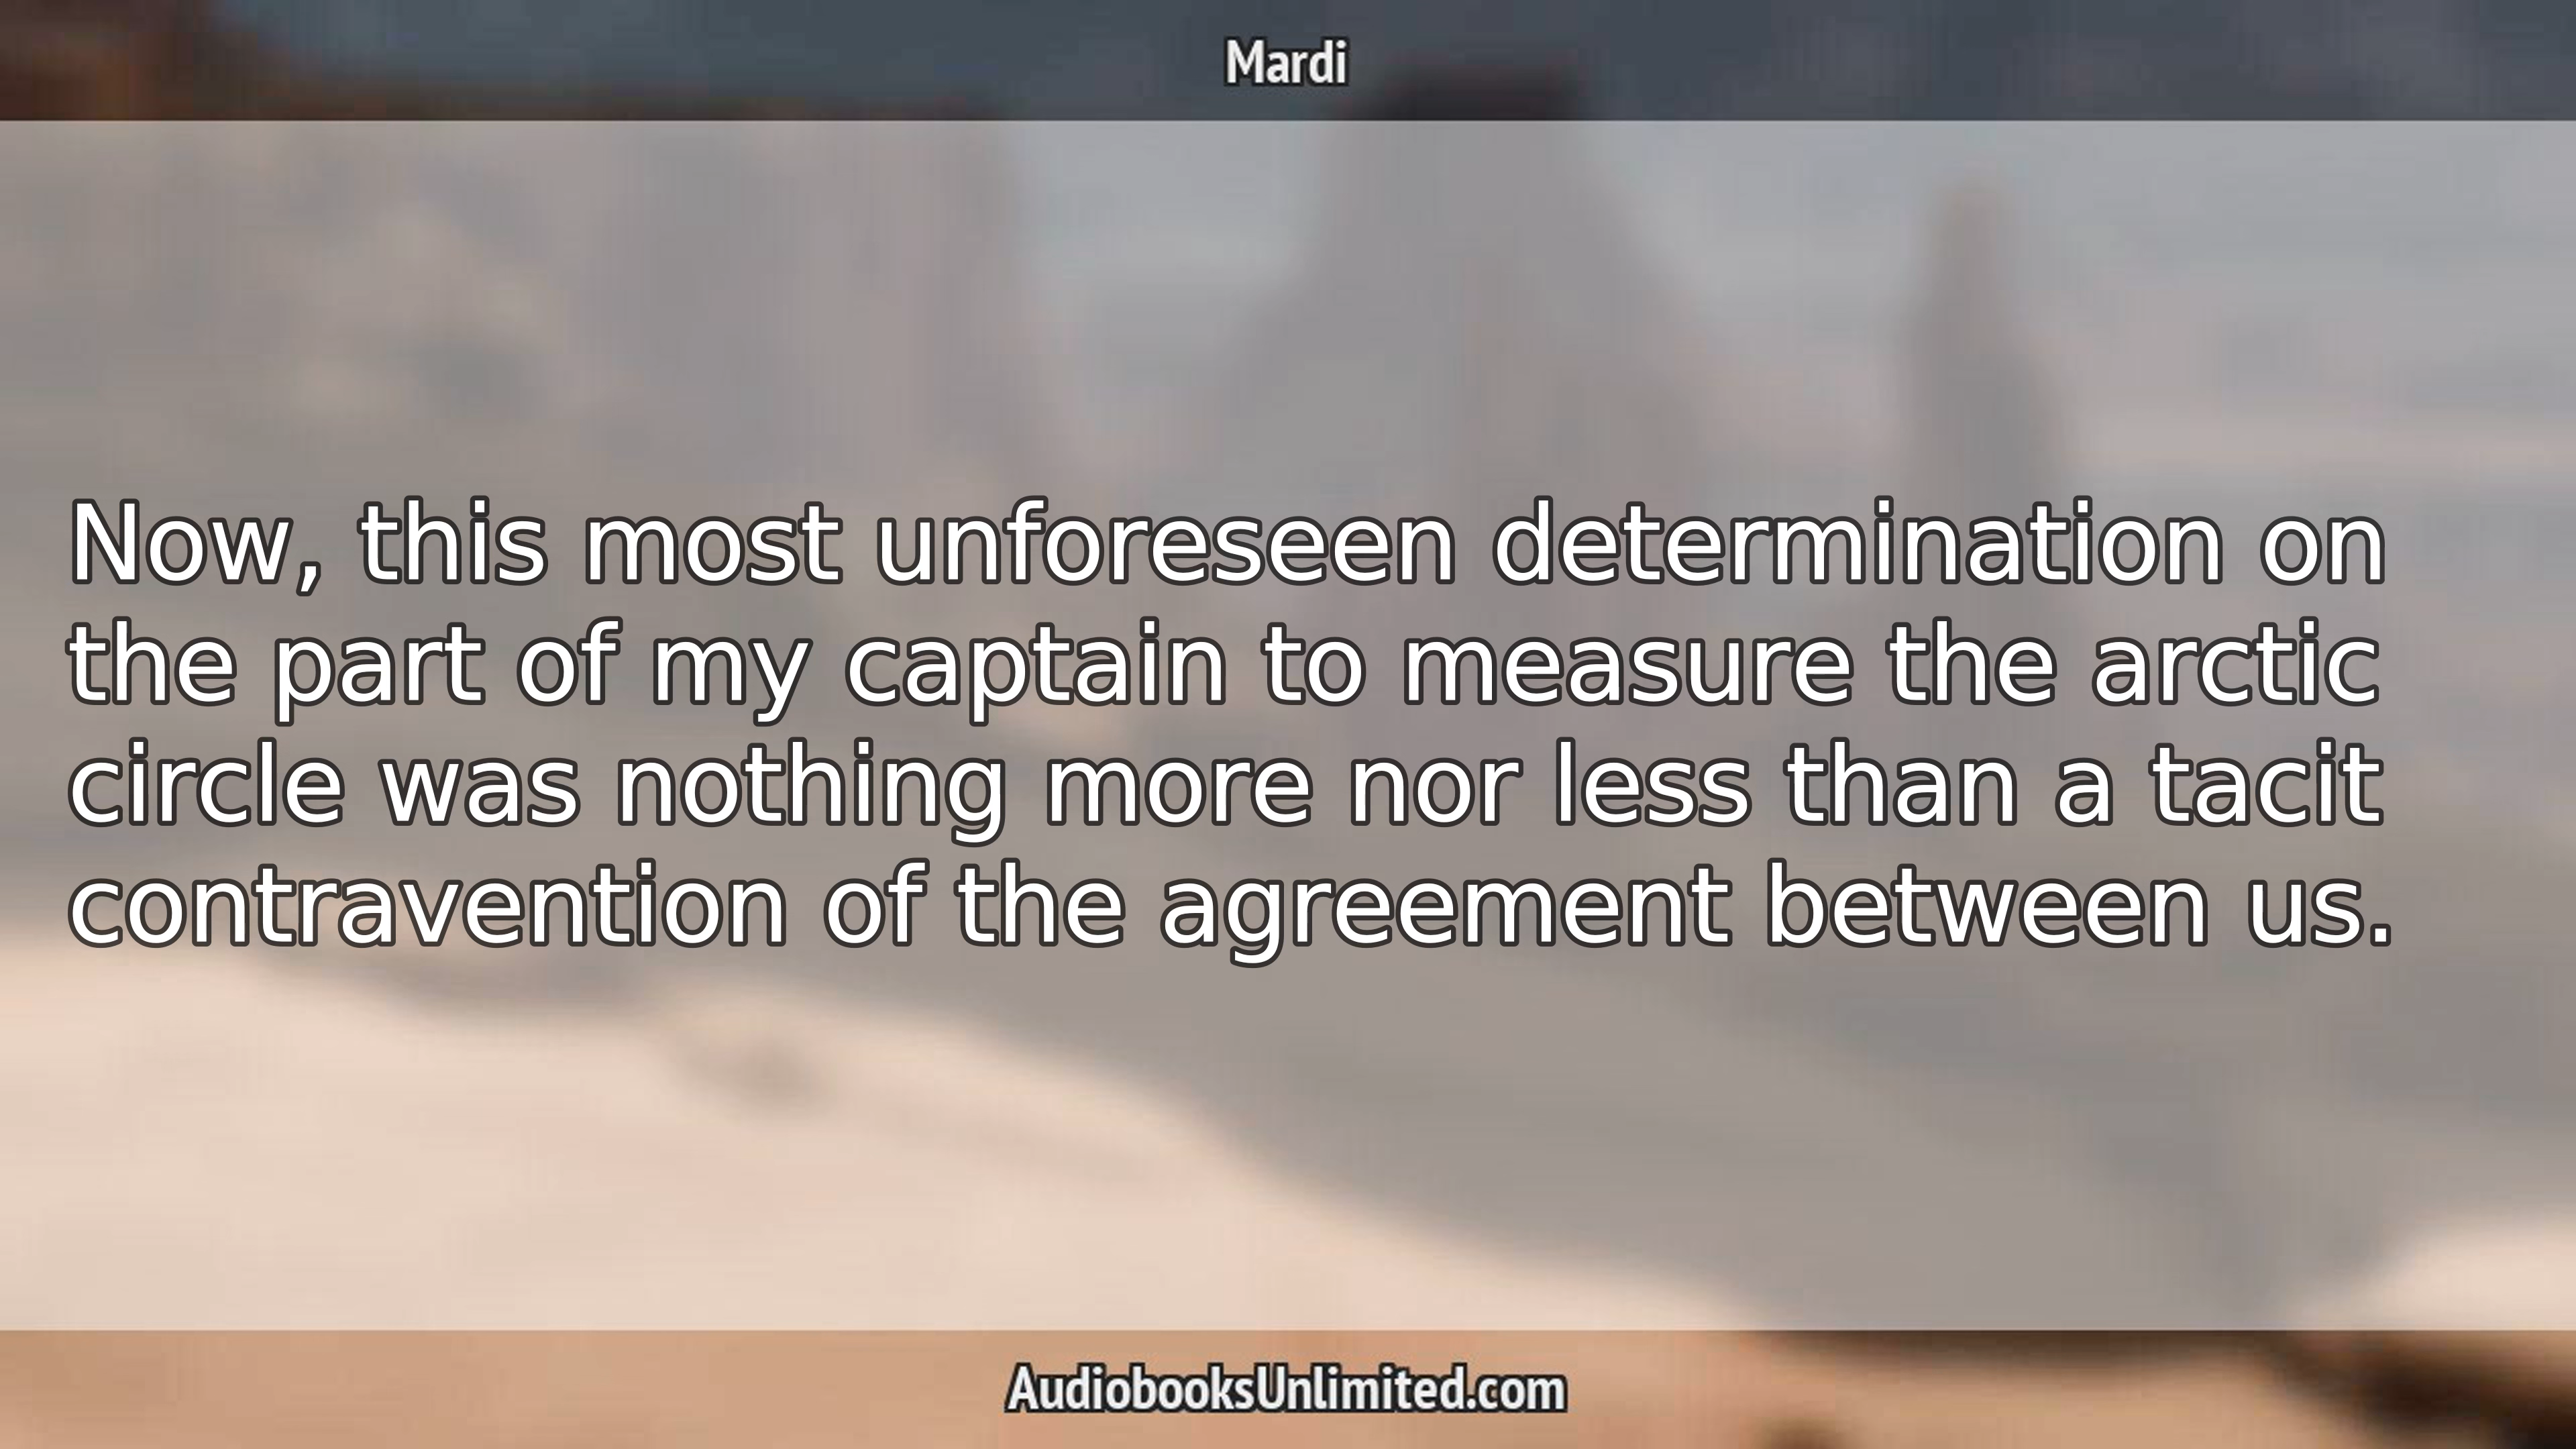 Mardi
Now, this most unforeseen determination on
the part of my captain to measure the arctic
circle was nothing more nor less than a tacit
contravention of the agreement between us.
AudiobooksUnlimited.com